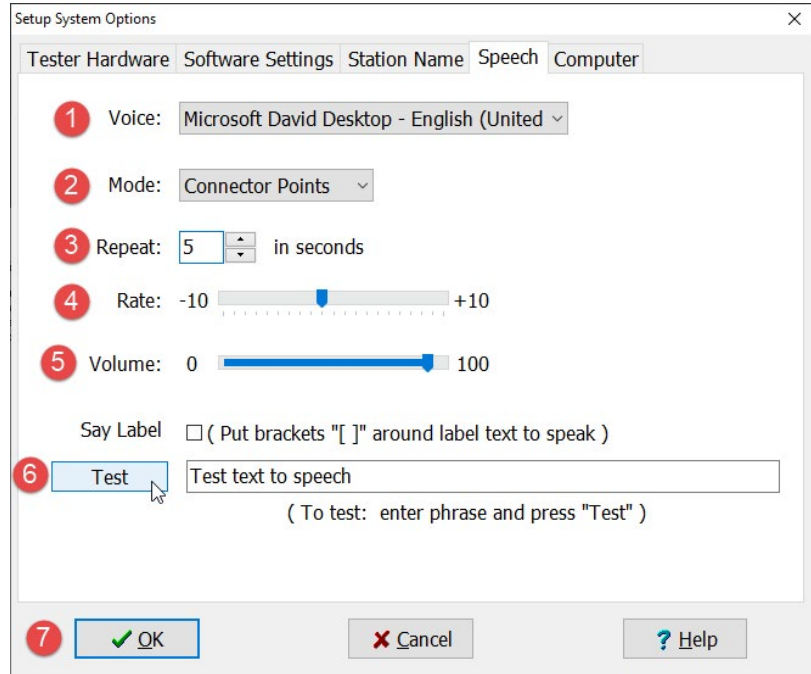 Setup System Options
Tester Hardware Software Settings Station Name Speech Computer
1 Voice: Microsoft David Desktop - English (United
2 Mode: Connector Points
3 Repeat: 5 in seconds
4 Rate: -10 +10
5 Volume: 0 100
Say Label ( Put brackets "[ ]" around label text to speak )
6 Test Test text to speech
( To test: enter phrase and press "Test" )
7 OK Cancel ? Help